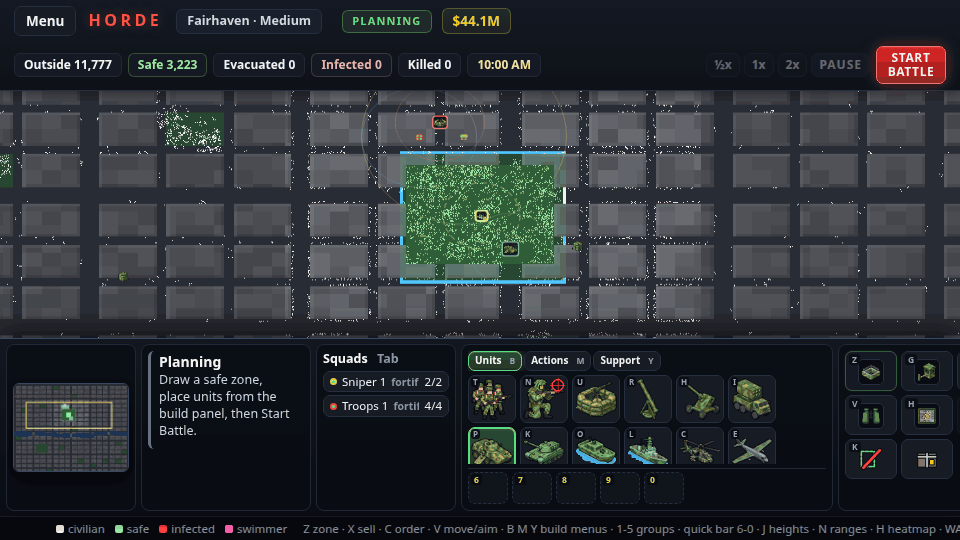 Menu HORDE Fairhaven · Medium PLANNING $44.1M
Outside 11,777 Safe 3,223 Evacuated 0 Infected 0 Killed 0 10:00 AM ½x 1x 2x PAUSE START BATTLE
Planning
Draw a safe zone,
place units from the
build panel, then Start
Battle.
Squads Tab
Sniper 1 fortif 2/2
Troops 1 fortif 4/4
Units B Actions M Support Y
T N U R H I
P K O L C E
6 7 8 9 0
Z G
V H
K
civilian safe infected swimmer Z zone · X sell · C order · V move/aim · B M Y build menus · 1-5 groups · quick bar 6-0 · J heights · N ranges · H heatmap · WA